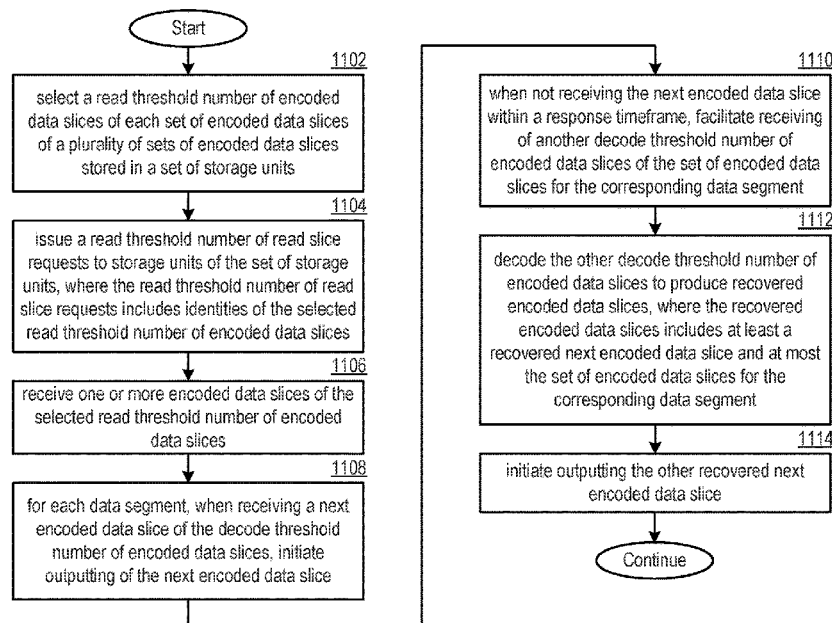 Start
1102
select a read threshold number of encoded
data slices of each set of encoded data slices
of a plurality of sets of encoded data slices
stored in a set of storage units
1104
issue a read threshold number of read slice
requests to storage units of the set of storage
units, where the read threshold number of read
slice requests includes identities of the selected
read threshold number of encoded data slices
1106
receive one or more encoded data slices of the
selected read threshold number of encoded
data slices
1108
for each data segment, when receiving a next
encoded data slice of the decode threshold
number of encoded data slices, initiate
outputting of the next encoded data slice
1110
when not receiving the next encoded data slice
within a response timeframe, facilitate receiving
of another decode threshold number of
encoded data slices of the set of encoded data
slices for the corresponding data segment
1112
decode the other decode threshold number of
encoded data slices to produce recovered
encoded data slices, where the recovered
encoded data slices includes at least a
recovered next encoded data slice and at most
the set of encoded data slices for the
corresponding data segment
1114
initiate outputting the other recovered next
encoded data slice
Continue